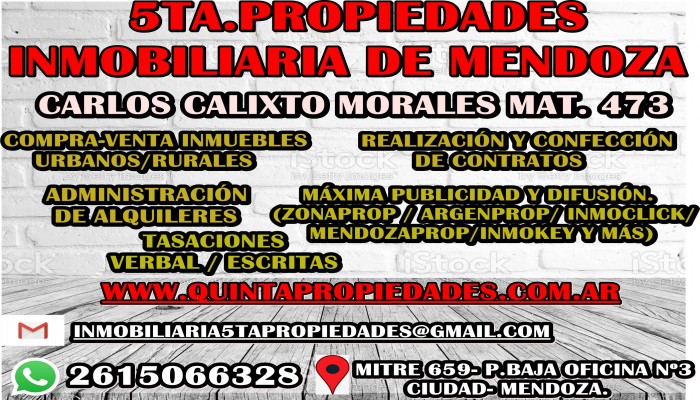 5TA.PROPIEDADES
INMOBILIARIA DE MENDOZA
CARLOS CALIXTO MORALES MAT. 473
COMPRA-VENTA INMUEBLES
URBANOS/RURALES
REALIZACIÓN Y CONFECCIÓN
DE CONTRATOS
ADMINISTRACIÓN
DE ALQUILERES
MÁXIMA PUBLICIDAD Y DIFUSIÓN.
(ZONAPROP / ARGENPROP/ INMOCLICK/
MENDOZAPROP/INMOKEY Y MÁS)
TASACIONES
VERBAL / ESCRITAS
iStock
WWW.QUINTAPROPIEDADES.COM.AR
INMOBILIARIA5TAPROPIEDADES@GMAIL.COM
2615066328
MITRE 659- P.BAJA OFICINA Nº3
CIUDAD- MENDOZA.